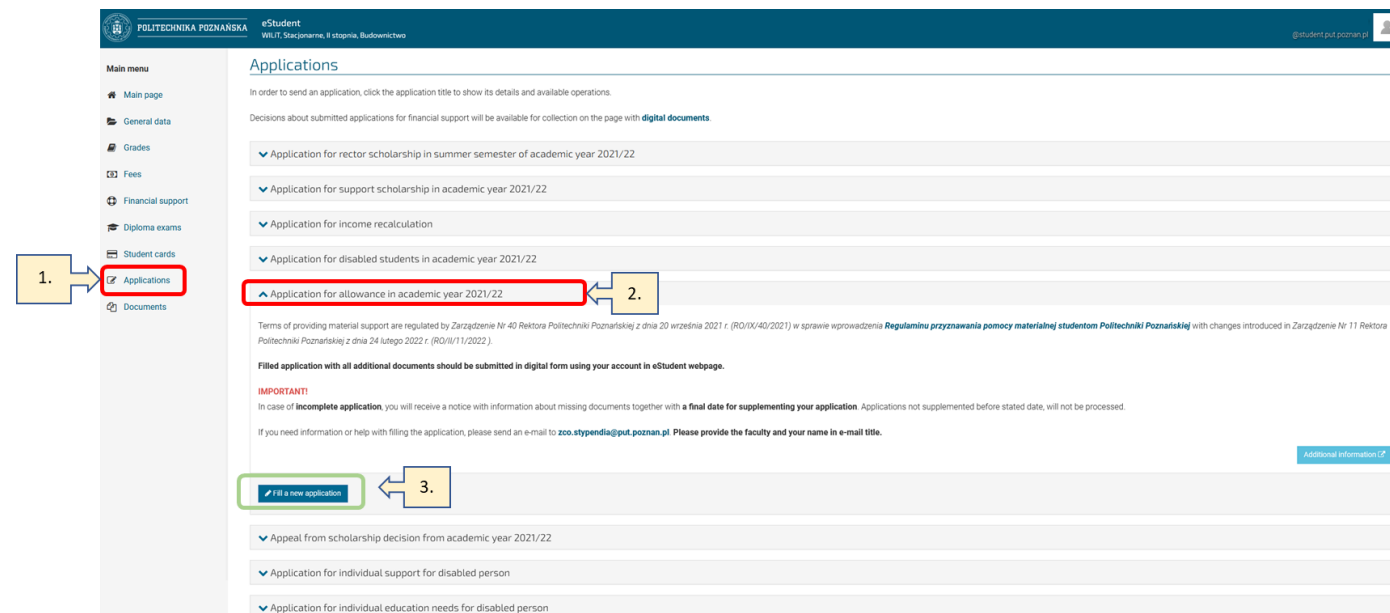 POLITECHNIKA POZNAŃSKA
eStudent
WILiT, Stacjonarne, II stopnia, Budownictwo
@student.put.poznan.pl
Main menu
Main page
General data
Grades
Fees
Financial support
Diploma exams
Student cards
1.
Applications
Documents
Applications
In order to send an application, click the application title to show its details and available operations.
Decisions about submitted applications for financial support will be available for collection on the page with digital documents.
Application for rector scholarship in summer semester of academic year 2021/22
Application for support scholarship in academic year 2021/22
Application for income recalculation
Application for disabled students in academic year 2021/22
Application for allowance in academic year 2021/22
2.
Terms of providing material support are regulated by Zarządzenie Nr 40 Rektora Politechniki Poznańskiej z dnia 20 września 2021 r. (RO/IX/40/2021) w sprawie wprowadzenia Regulaminu przyznawania pomocy materialnej studentom Politechniki Poznańskiej with changes introduced in Zarządzenie Nr 11 Rektora
Politechniki Poznańskiej z dnia 24 lutego 2022 r. (RO/II/11/2022 ).
Filled application with all additional documents should be submitted in digital form using your account in eStudent webpage.
IMPORTANT!
In case of incomplete application, you will receive a notice with information about missing documents together with a final date for supplementing your application. Applications not supplemented before stated date, will not be processed.
If you need information or help with filling the application, please send an e-mail to zco.stypendia@put.poznan.pl. Please provide the faculty and your name in e-mail title.
Additional information
Fill a new application
3.
Appeal from scholarship decision from academic year 2021/22
Application for individual support for disabled person
Application for individual education needs for disabled person